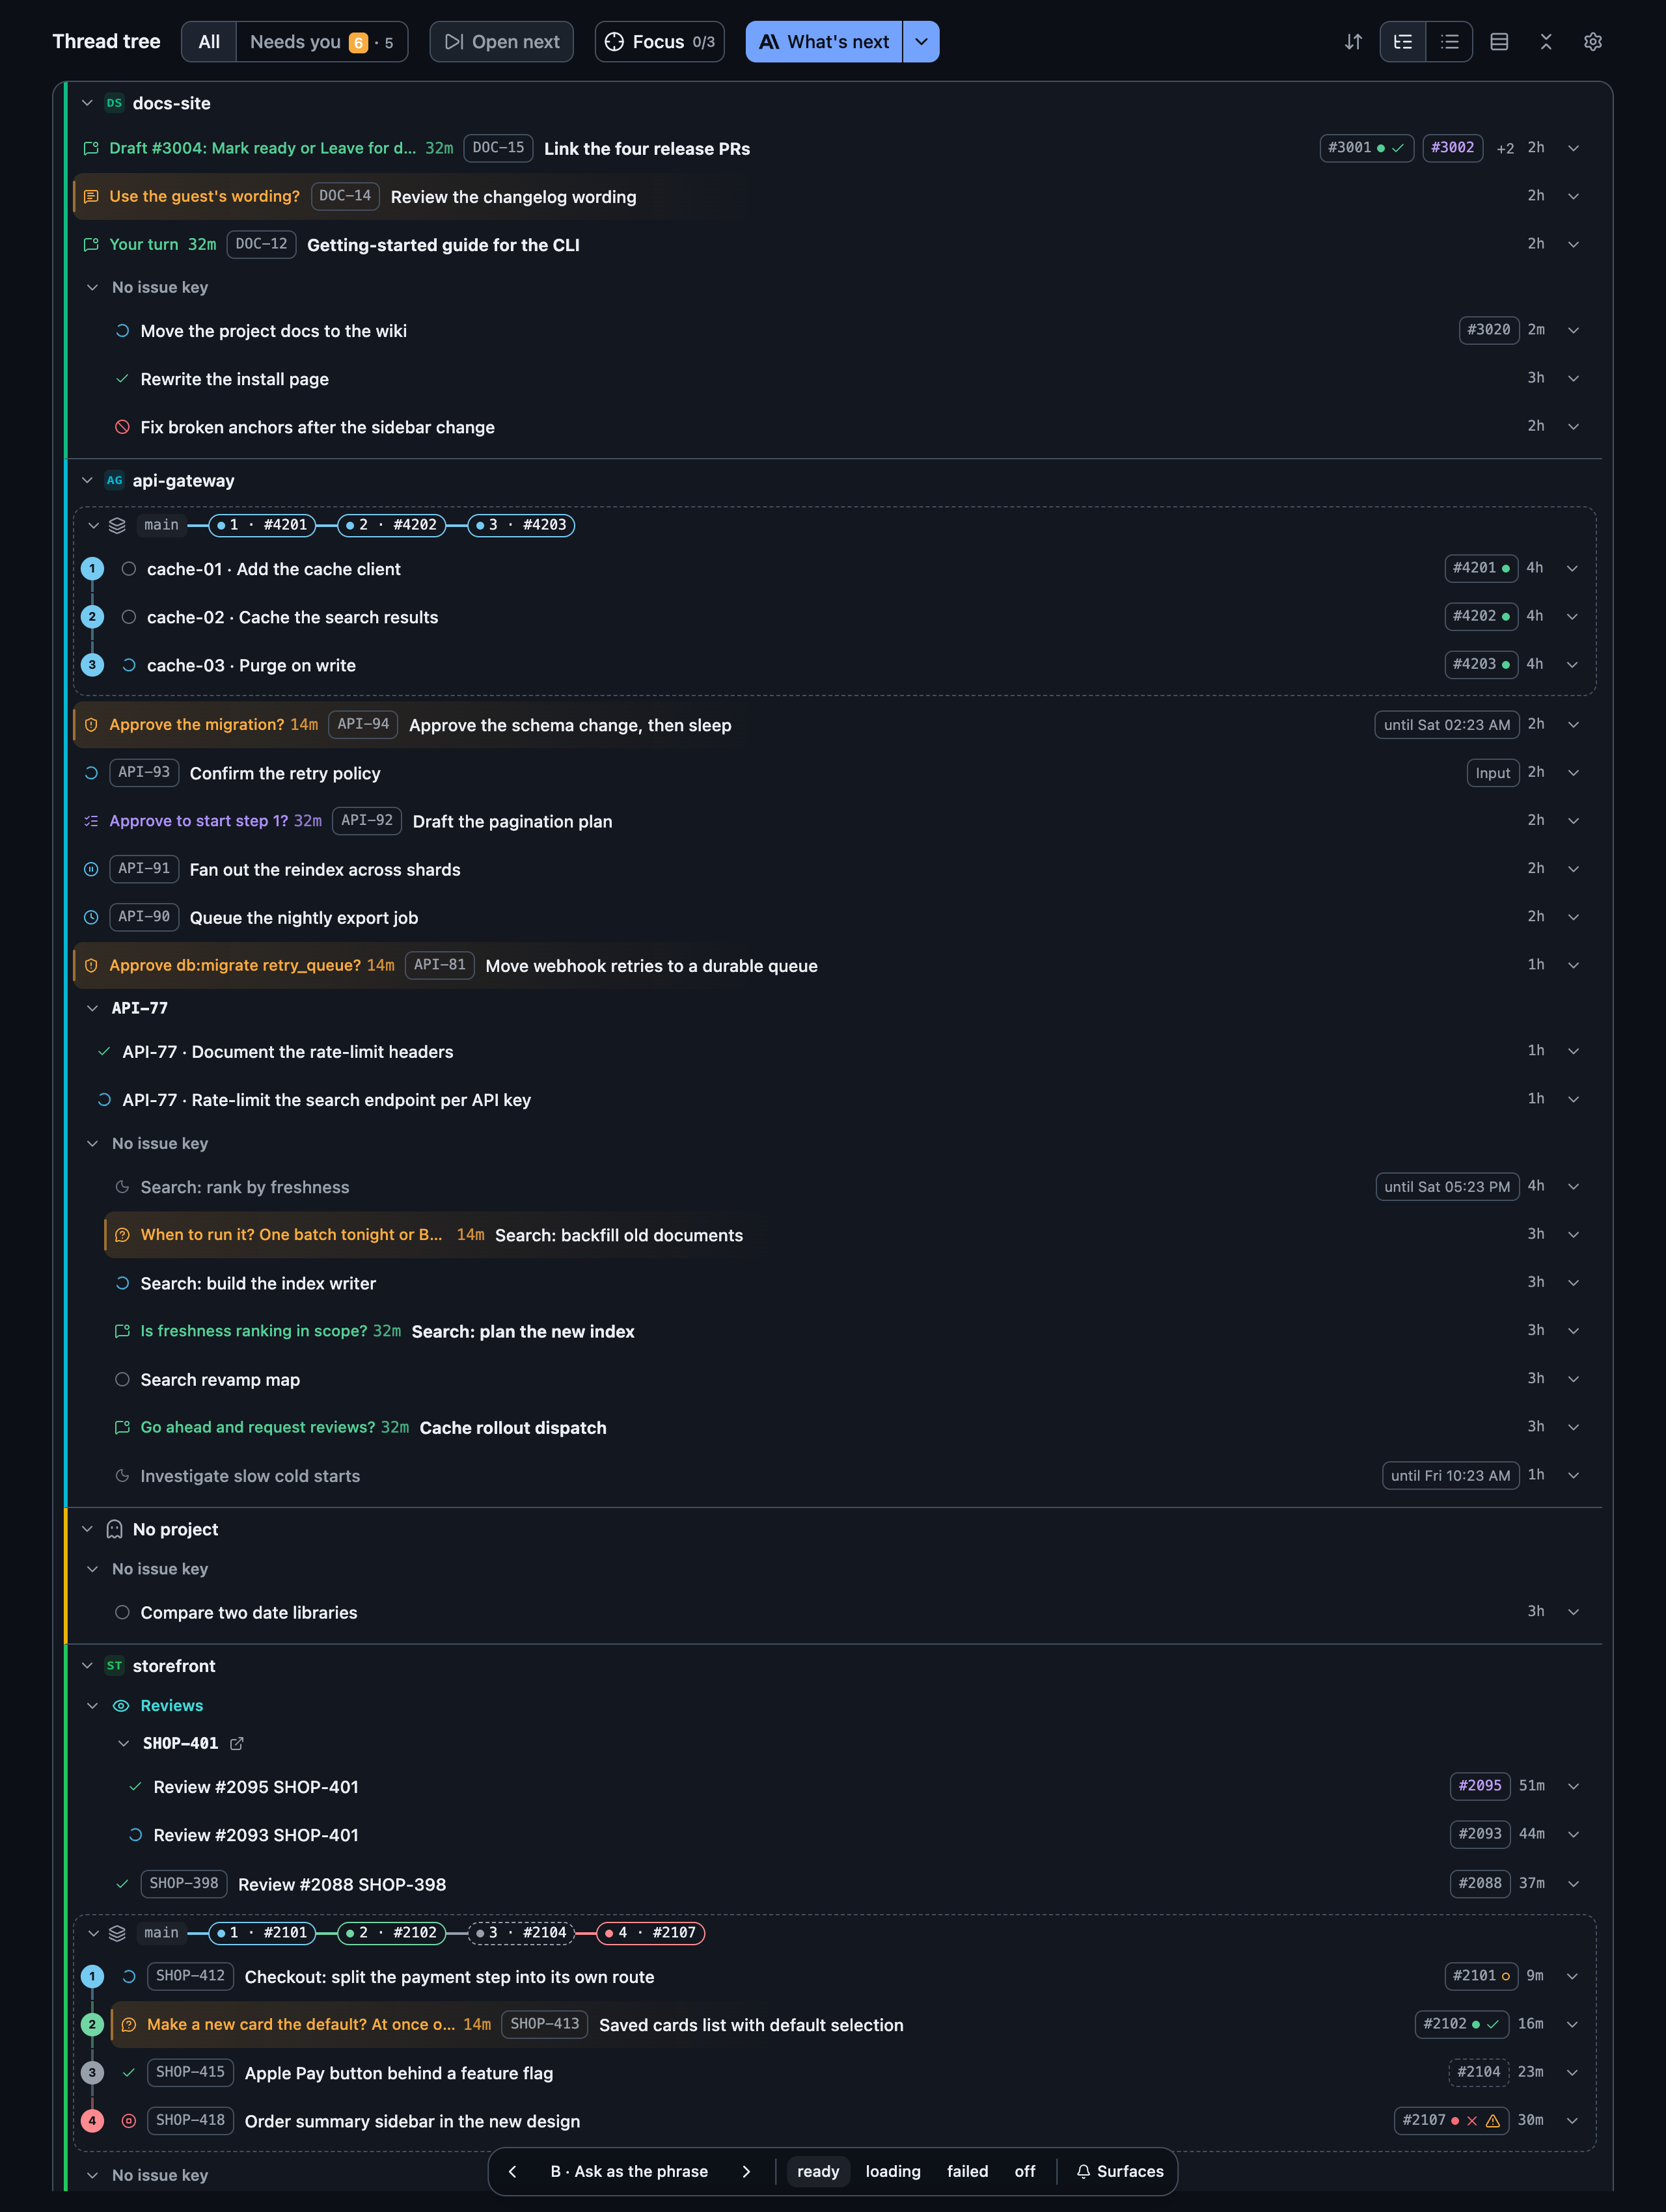 Thread tree All Needs you 6 · 5 Open next Focus 0/3 What's next
DS docs-site
Draft #3004: Mark ready or Leave for d... 32m DOC-15 Link the four release PRs #3001 #3002 +2 2h
Use the guest's wording? DOC-14 Review the changelog wording 2h
Your turn 32m DOC-12 Getting-started guide for the CLI 2h
No issue key
Move the project docs to the wiki #3020 2m
Rewrite the install page 3h
Fix broken anchors after the sidebar change 2h
AG api-gateway
main 1 · #4201 2 · #4202 3 · #4203
1 cache-01 · Add the cache client #4201 4h
2 cache-02 · Cache the search results #4202 4h
3 cache-03 · Purge on write #4203 4h
Approve the migration? 14m API-94 Approve the schema change, then sleep until Sat 02:23 AM 2h
API-93 Confirm the retry policy Input 2h
Approve to start step 1? 32m API-92 Draft the pagination plan 2h
API-91 Fan out the reindex across shards 2h
API-90 Queue the nightly export job 2h
Approve db:migrate retry_queue? 14m API-81 Move webhook retries to a durable queue 1h
API-77
API-77 · Document the rate-limit headers 1h
API-77 · Rate-limit the search endpoint per API key 1h
No issue key
Search: rank by freshness until Sat 05:23 PM 4h
When to run it? One batch tonight or B... 14m Search: backfill old documents 3h
Search: build the index writer 3h
Is freshness ranking in scope? 32m Search: plan the new index 3h
Search revamp map 3h
Go ahead and request reviews? 32m Cache rollout dispatch 3h
Investigate slow cold starts until Fri 10:23 AM 1h
No project
No issue key
Compare two date libraries 3h
ST storefront
Reviews
SHOP-401
Review #2095 SHOP-401 #2095 51m
Review #2093 SHOP-401 #2093 44m
SHOP-398 Review #2088 SHOP-398 #2088 37m
main 1 · #2101 2 · #2102 3 · #2104 4 · #2107
1 SHOP-412 Checkout: split the payment step into its own route #2101 9m
2 Make a new card the default? At once o... 14m SHOP-413 Saved cards list with default selection #2102 16m
3 SHOP-415 Apple Pay button behind a feature flag #2104 23m
4 SHOP-418 Order summary sidebar in the new design #2107 30m
No issue key
B · Ask as the phrase ready loading failed off Surfaces